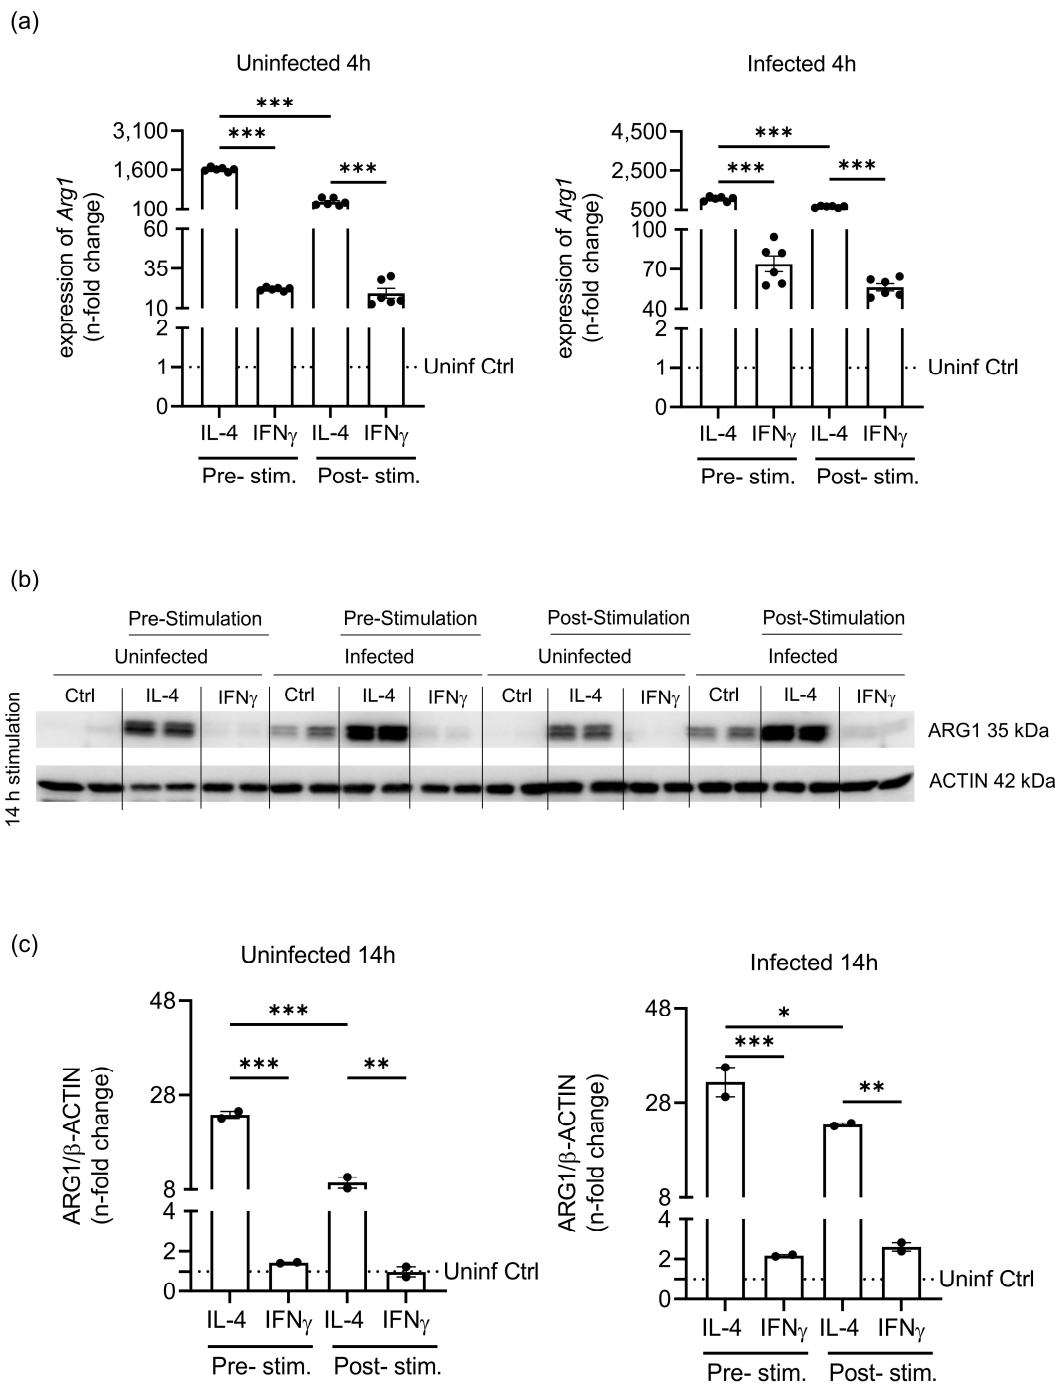 (a)
Uninfected 4h
expression of Arg1
(n-fold change)
3,100
1,600
100
60
35
10
2
1
0
***
***
***
Uninf Ctrl
IL-4 IFNγ IL-4 IFNγ
Pre- stim. Post- stim.
Infected 4h
expression of Arg1
(n-fold change)
4,500
2,500
500
100
70
40
2
1
0
***
***
***
Uninf Ctrl
IL-4 IFNγ IL-4 IFNγ
Pre- stim. Post- stim.
(b)
Pre-Stimulation Pre-Stimulation Post-Stimulation Post-Stimulation
Uninfected Infected Uninfected Infected
Ctrl IL-4 IFNγ Ctrl IL-4 IFNγ Ctrl IL-4 IFNγ Ctrl IL-4 IFNγ
14 h stimulation
ARG1 35 kDa
ACTIN 42 kDa
(c)
Uninfected 14h
ARG1/β-ACTIN
(n-fold change)
48
28
8
4
2
0
***
***
**
Uninf Ctrl
IL-4 IFNγ IL-4 IFNγ
Pre- stim. Post- stim.
Infected 14h
ARG1/β-ACTIN
(n-fold change)
48
28
8
4
2
0
*
***
**
Uninf Ctrl
IL-4 IFNγ IL-4 IFNγ
Pre- stim. Post- stim.